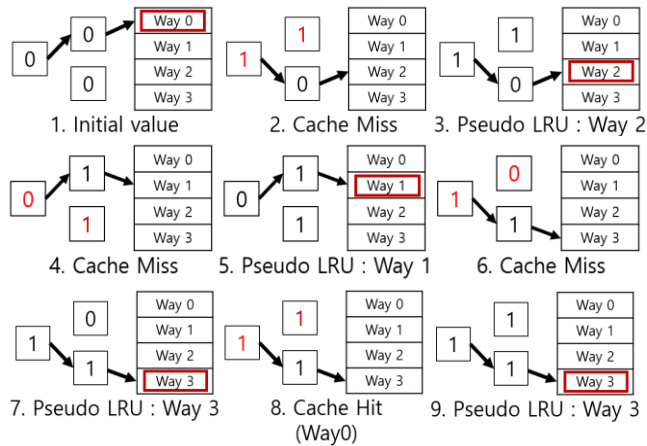 0
0
0
Way 0
Way 1
Way 2
Way 3
1. Initial value
1
1
0
Way 0
Way 1
Way 2
Way 3
2. Cache Miss
1
1
0
Way 0
Way 1
Way 2
Way 3
3. Pseudo LRU : Way 2
0
1
1
Way 0
Way 1
Way 2
Way 3
4. Cache Miss
0
1
1
Way 0
Way 1
Way 2
Way 3
5. Pseudo LRU : Way 1
1
0
1
Way 0
Way 1
Way 2
Way 3
6. Cache Miss
1
0
1
Way 0
Way 1
Way 2
Way 3
7. Pseudo LRU : Way 3
1
1
1
Way 0
Way 1
Way 2
Way 3
8. Cache Hit
(Way0)
1
1
1
Way 0
Way 1
Way 2
Way 3
9. Pseudo LRU : Way 3